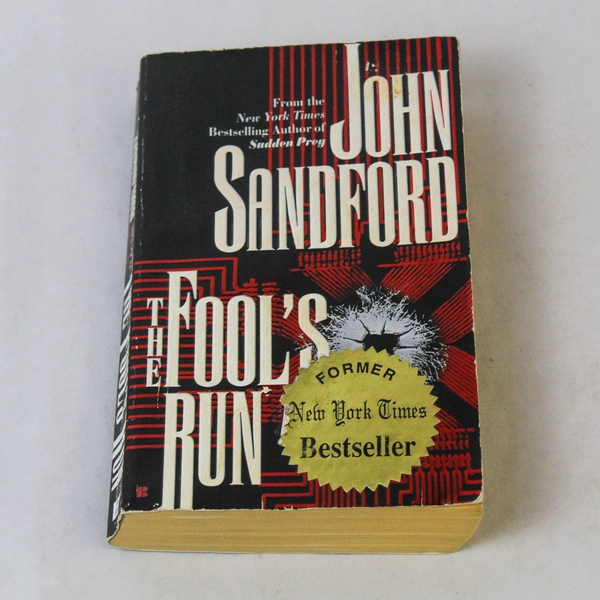 From the
New York Times
Bestselling Author of
Sudden Prey
JOHN
SANDFORD
THE
FOOL'S
RUN
FORMER
New York Times
Bestseller